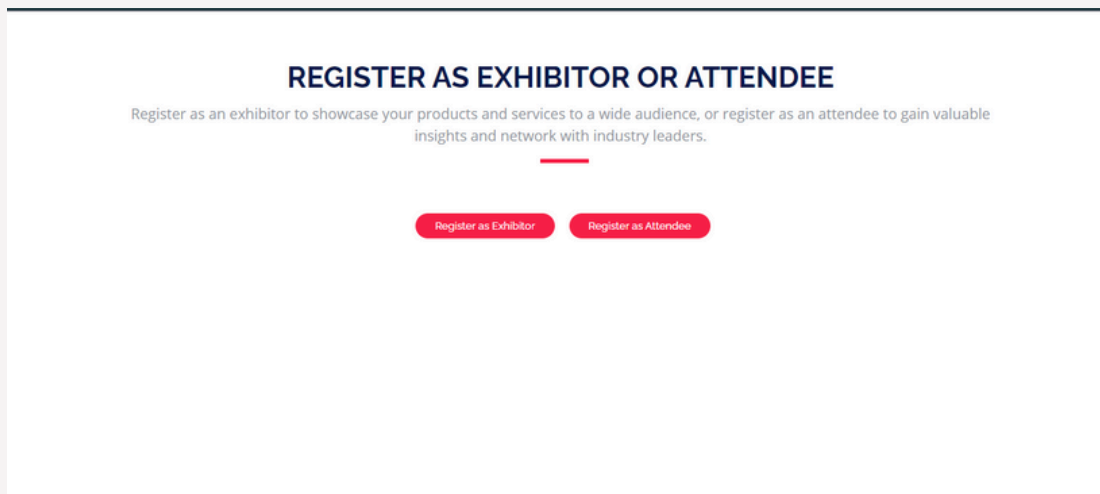 REGISTER AS EXHIBITOR OR ATTENDEE
Register as an exhibitor to showcase your products and services to a wide audience, or register as an attendee to gain valuable
insights and network with industry leaders.
Register as Exhibitor
Register as Attendee